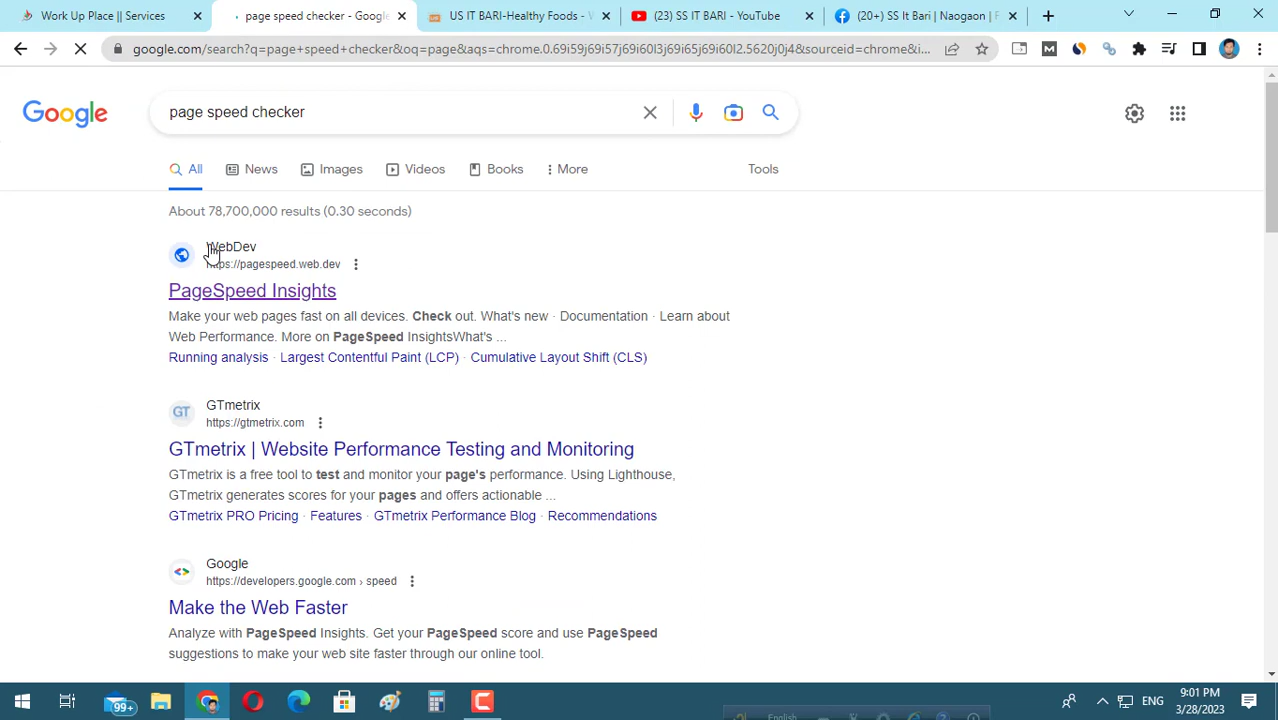 Work Up Place || Services
page speed checker - Google
US IT BARI-Healthy Foods - W
(23) SS IT BARI - YouTube
(20+) SS It Bari | Naogaon | F
google.com/search?q=page+speed+checker&oq=page&aqs=chrome.0.69i59j69i57j69i60l3j69i65j69i60l2.5620j0j4&sourceid=chrome&i...
Google
page speed checker
All
News
Images
Videos
Books
More
Tools
About 78,700,000 results (0.30 seconds)
WebDev
https://pagespeed.web.dev
PageSpeed Insights
Make your web pages fast on all devices. Check out. What's new · Documentation · Learn about
Web Performance. More on PageSpeed InsightsWhat's ...
Running analysis · Largest Contentful Paint (LCP) · Cumulative Layout Shift (CLS)
GT
GTmetrix
https://gtmetrix.com
GTmetrix | Website Performance Testing and Monitoring
GTmetrix is a free tool to test and monitor your page's performance. Using Lighthouse,
GTmetrix generates scores for your pages and offers actionable ...
GTmetrix PRO Pricing · Features · GTmetrix Performance Blog · Recommendations
Google
https://developers.google.com › speed
Make the Web Faster
Analyze with PageSpeed Insights. Get your PageSpeed score and use PageSpeed
suggestions to make your web site faster through our online tool.
99+
English
ENG
9:01 PM
3/28/2023